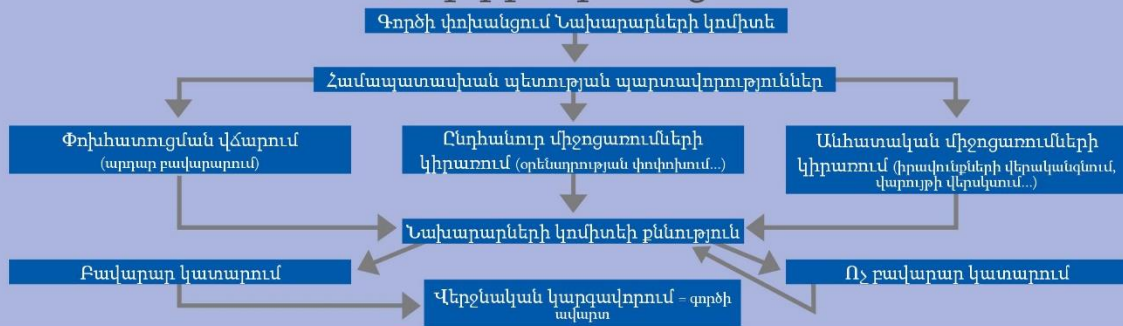 Գործի փոխանցում Նախարարների կոմիտե
Համապատասխան պետության պարտավորություններ
Փոխհատուցման վճարում
(արդար բավարարում)
Ընդհանուր միջոցառումների
կիրառում (օրենդրության փոփոխում...)
Անհատական միջոցառումների
կիրառում (իրավունքների վերականգնում,
վարույթի վերսկսում...)
Նախարարների կոմիտեի քննություն
Բավարար կատարում
Ոչ բավարար կատարում
Վերջնական կարգավորում = գործի
ավարտ